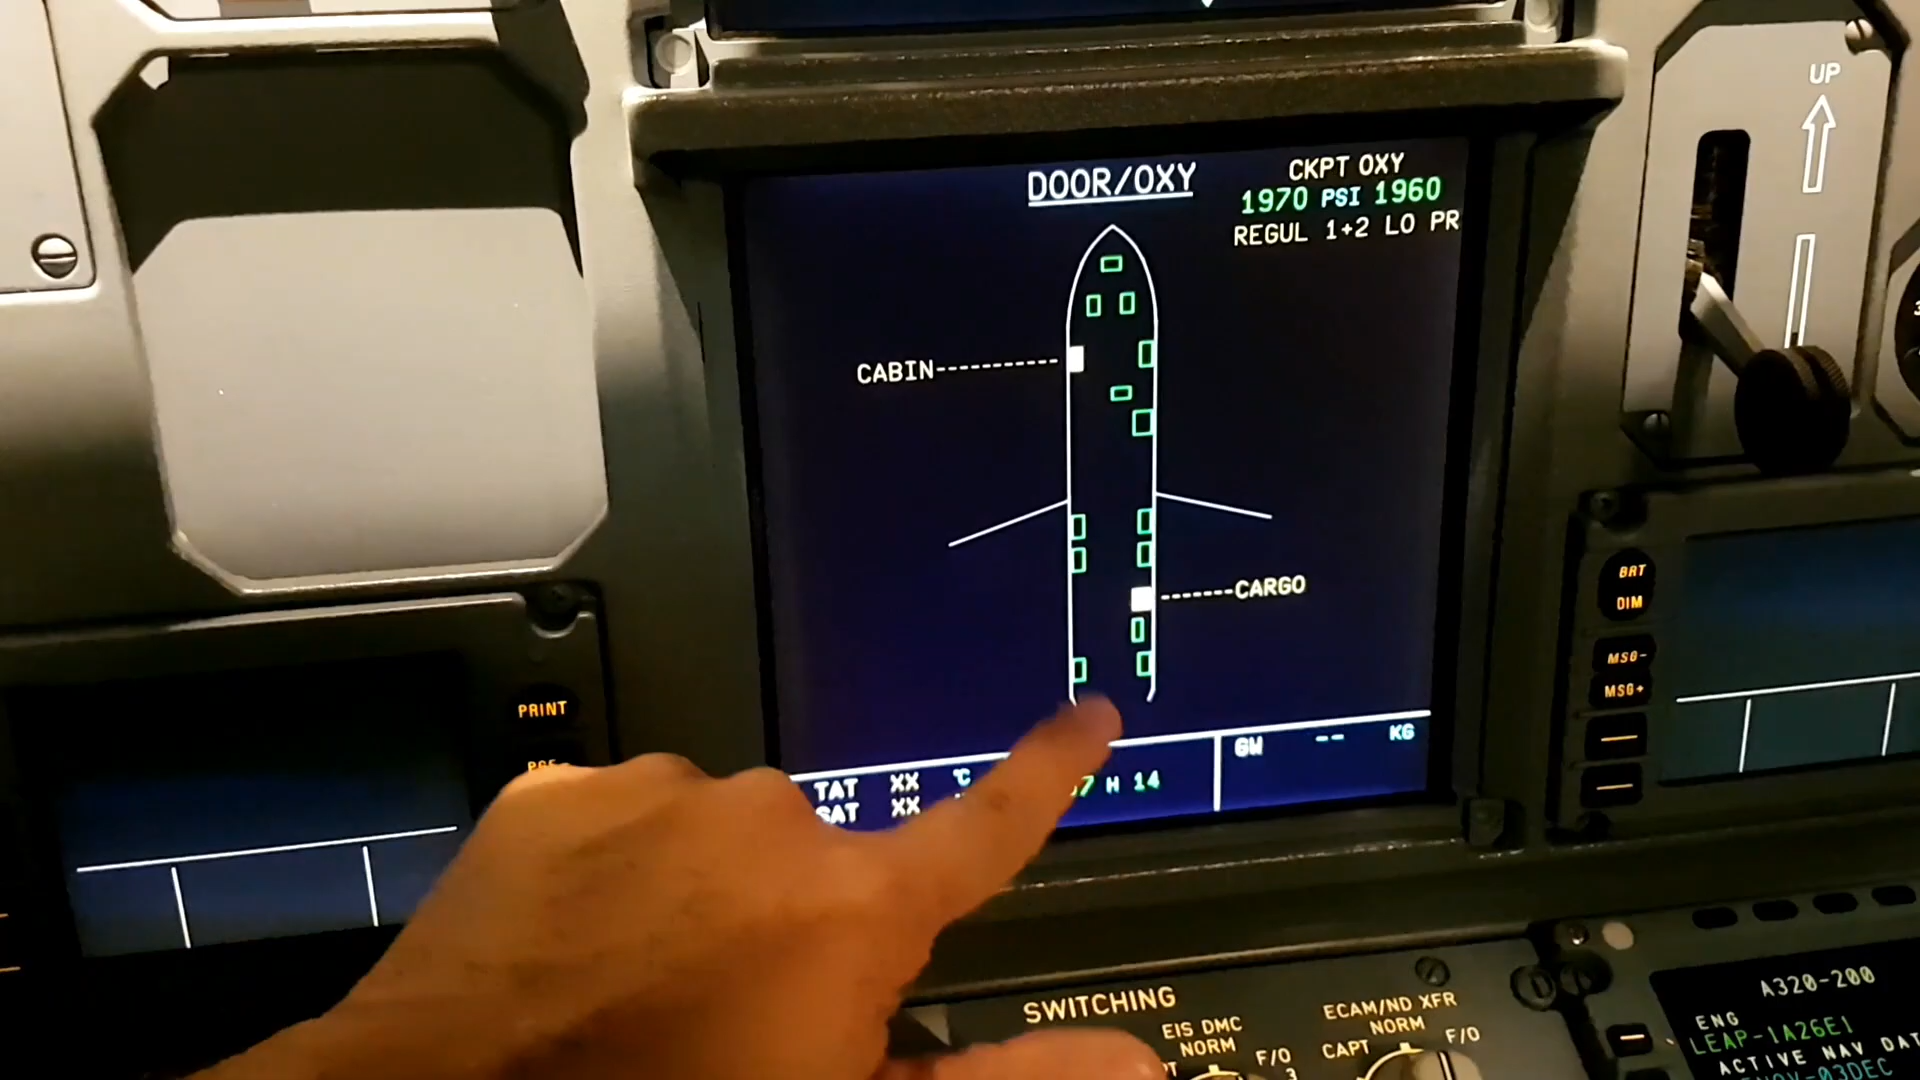 UP
DOOR/OXY
CKPT OXY
1970 PSI 1960
REGUL 1+2 LO PR
CABIN
CARGO
BRT
DIM
MSG-
MSG+
PRINT
GW -- KG
TAT XX °C
SAT XX
H 14
SWITCHING
EIS DMC
NORM
F/O
3
ECAM/ND XFR
NORM
CAPT
F/O
A320-200
ENG
LEAP-1A26E1
ACTIVE NAV DAT
03DEC